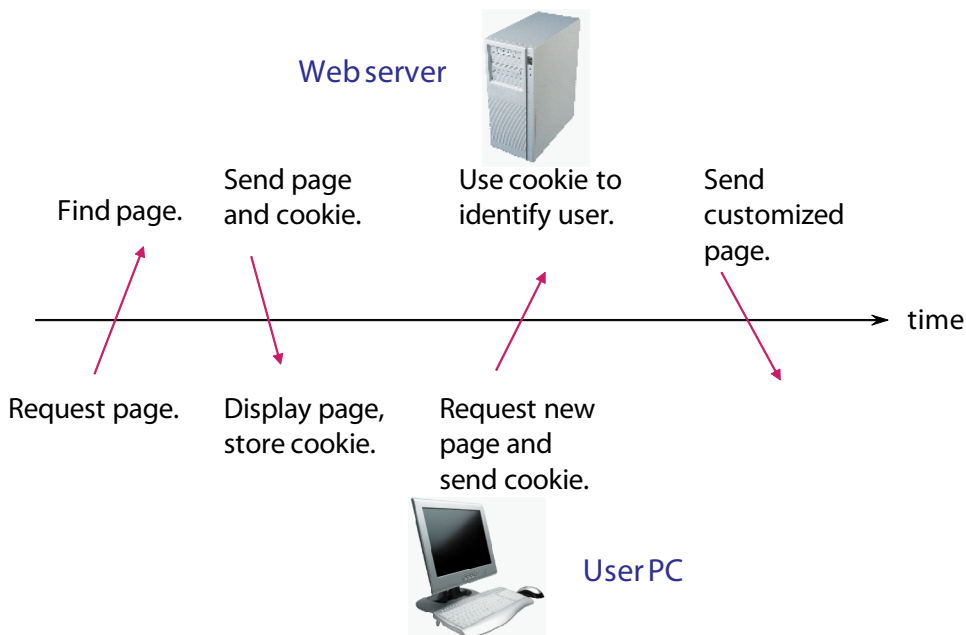 Web server
Find page.
Send page
and cookie.
Use cookie to
identify user.
Send
customized
page.
time
Request page.
Display page,
store cookie.
Request new
page and
send cookie.
User PC